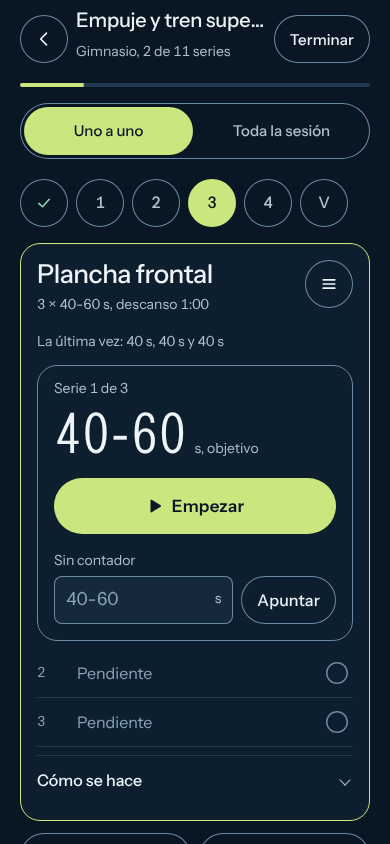 Empuje y tren supe...
Gimnasio, 2 de 11 series
Terminar
Uno a uno
Toda la sesión
1
2
3
4
V
Plancha frontal
3 × 40-60 s, descanso 1:00
La última vez: 40 s, 40 s y 40 s
Serie 1 de 3
40-60 s, objetivo
Empezar
Sin contador
40-60 s
Apuntar
2 Pendiente
3 Pendiente
Cómo se hace